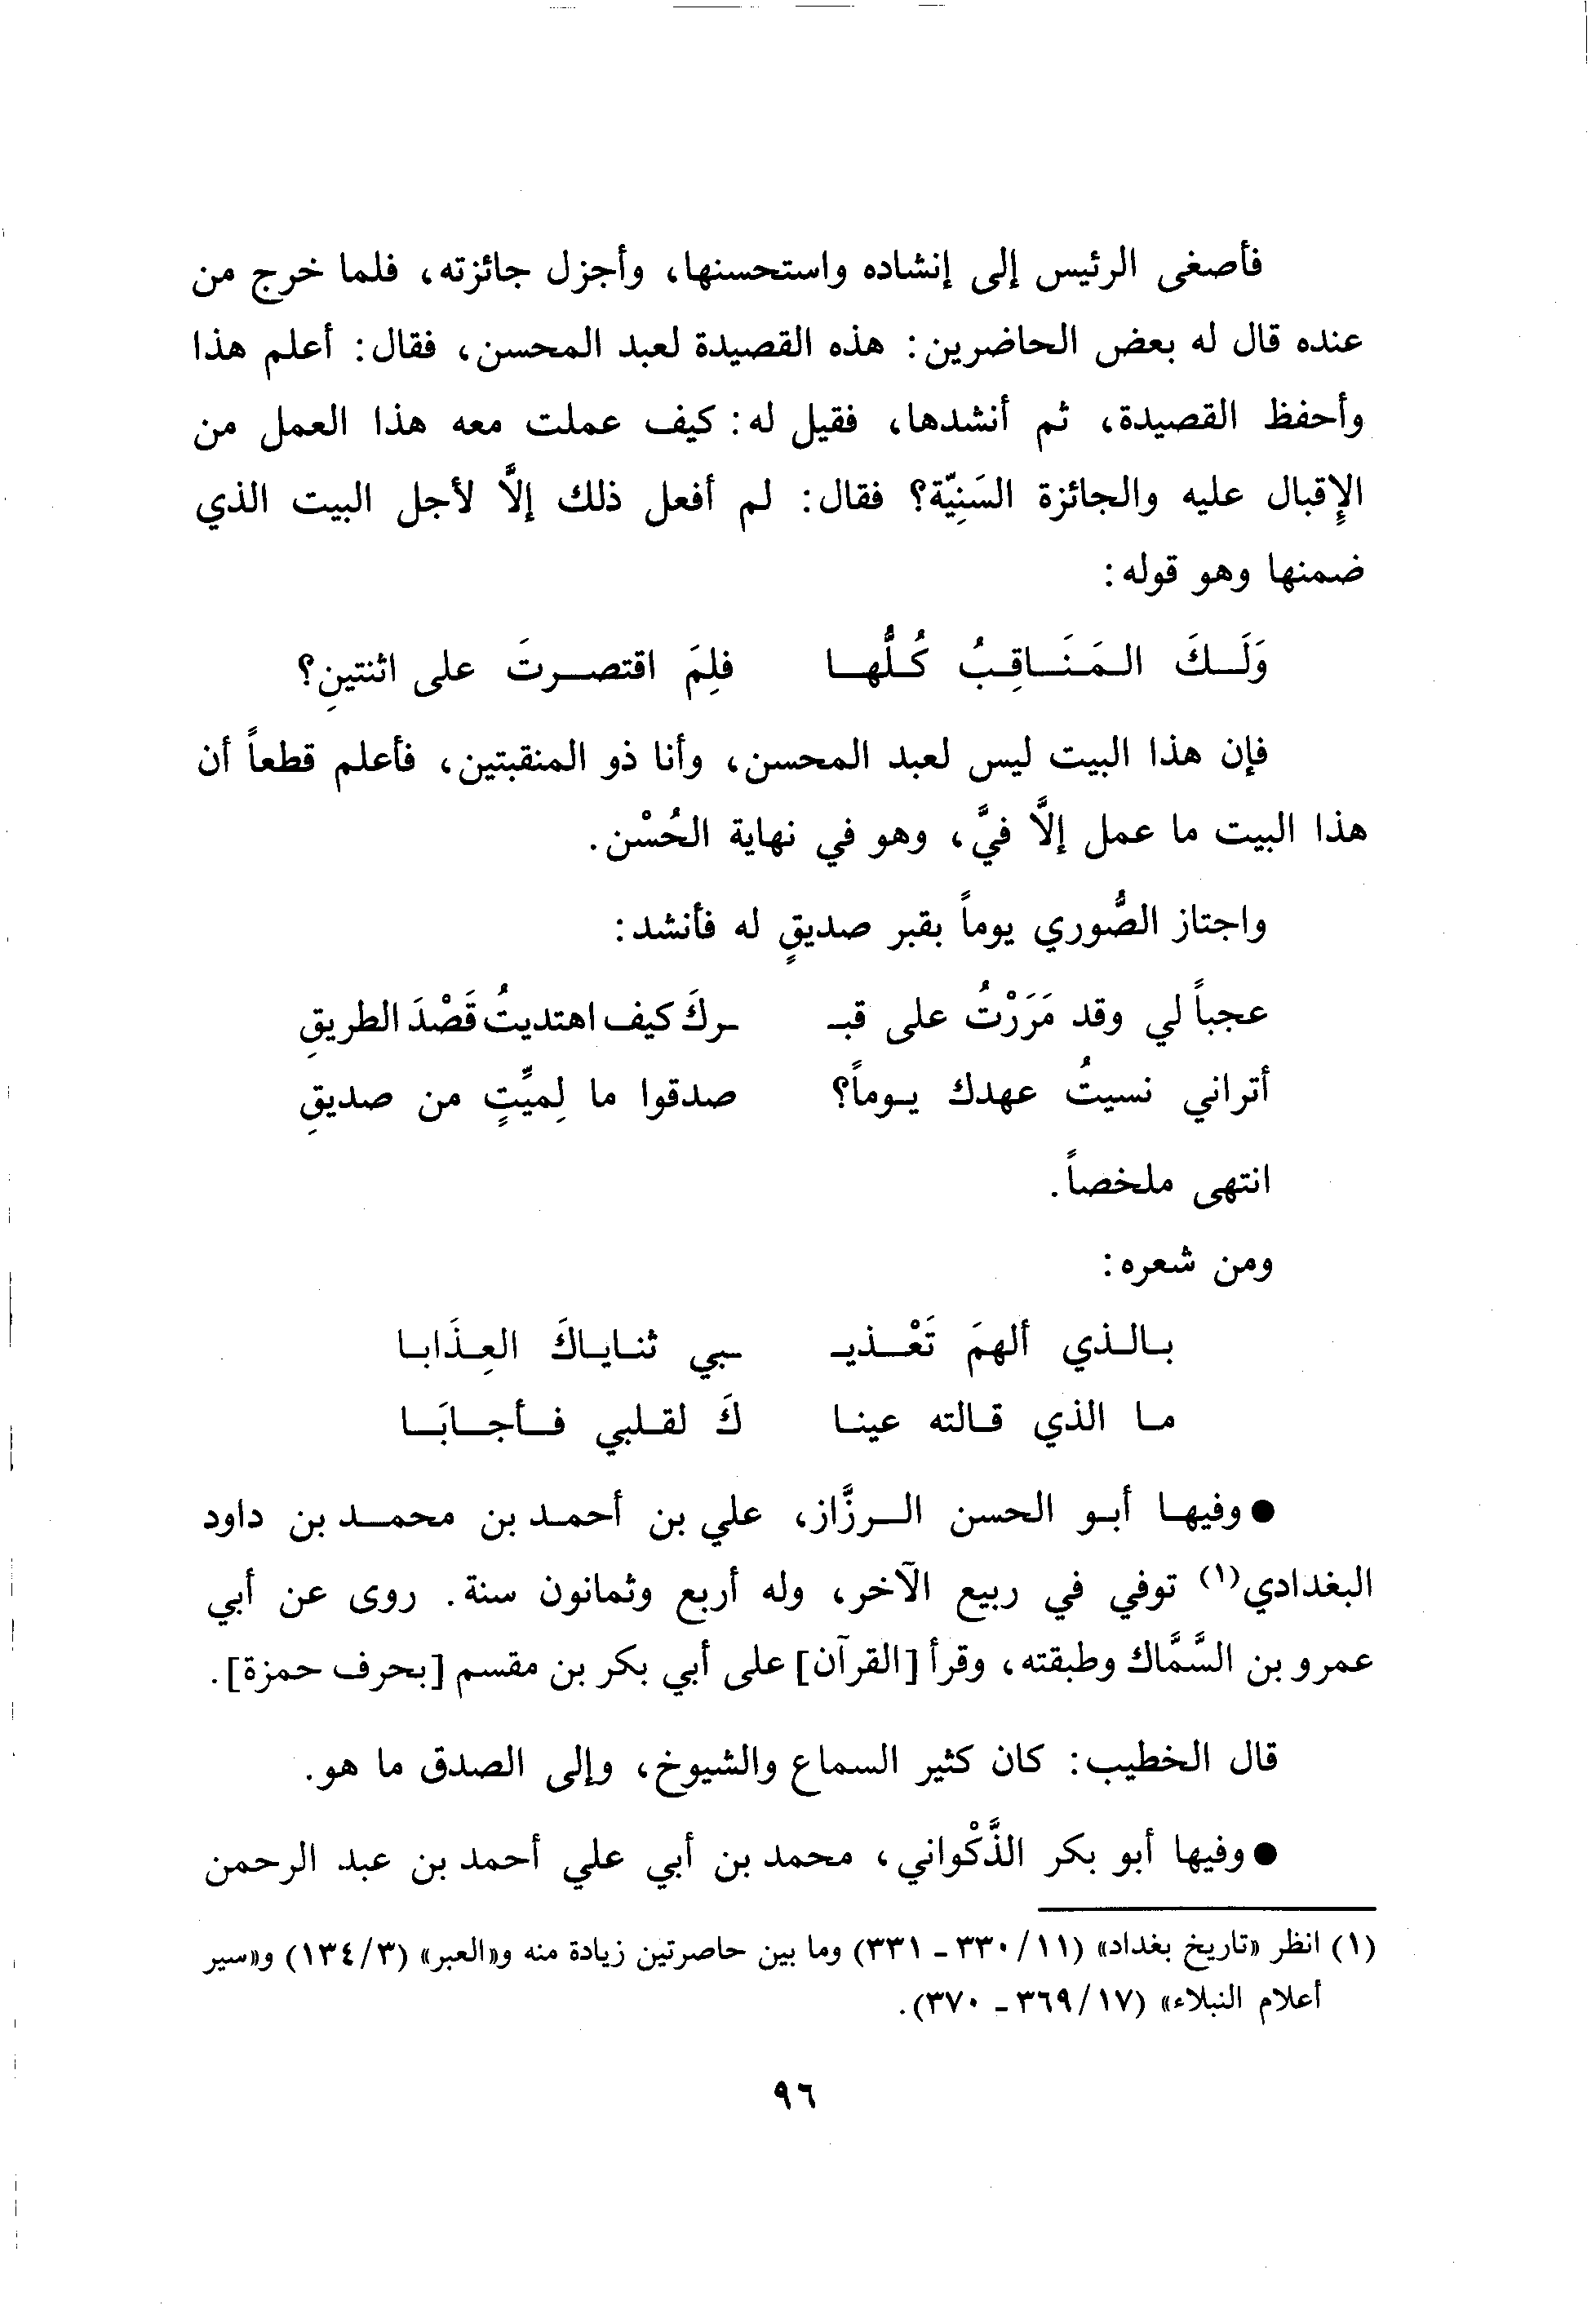 فأصغى الرئيس إلى إنشاده واستحسنها، وأجزل جائزته، فلما خرج من
عنده قال له بعض الحاضرين: هذه القصيدة لعبد المحسن، فقال: أعلم هذا
وأحفظ القصيدة، ثم أنشدها، فقيل له: كيف عملت معه هذا العمل من
الإِقبال عليه والجائزة السَنِيّة؟ فقال: لم أفعل ذلك إلَّا لأجل البيت الذي
ضمنها وهو قوله:
وَلَـكَ الـمَـنَـاقِـبُ كُـلُّهـا فلِمَ اقتصـرتَ على اثنتينِ؟
فإن هذا البيت ليس لعبد المحسن، وأنا ذو المنقبتين، فأعلم قطعاً أن
هذا البيت ما عمل إلَّا فيَّ، وهو في نهاية الحُسْن.
واجتاز الصُّوري يوماً بقبر صديقٍ له فأنشد:
عجباً لي وقد مَرَرْتُ على قبـ ـركَ كيف اهتديتُ قَصْدَ الطريقِ
أتراني نسيتُ عهدك يـوماً؟ صدقوا ما لِميِّتٍ من صديقِ
انتهى ملخصاً.
ومن شعره:
بـالـذي ألهمَ تَعْـذيـ ـبي ثنـايـاكَ العِـذَابـا
مـا الذي قـالته عينـا كَ لقـلبي فـأجـابَـا
● وفيهـا أبـو الحسن الـرزَّاز، علي بن أحمـد بن محمـد بن داود
البغدادي(١) توفي في ربيع الآخر، وله أربع وثمانون سنة. روى عن أبي
عمرو بن السَّمَّاك وطبقته، وقرأ [القرآن] على أبي بكر بن مقسم [بحرف حمزة].
قال الخطيب: كان كثير السماع والشيوخ، وإلى الصدق ما هو.
● وفيها أبو بكر الذَّكْواني، محمد بن أبي علي أحمد بن عبد الرحمن
(١) انظر «تاريخ بغداد» (١١/ ٣٣٠ ـ ٣٣١) وما بين حاصرتين زيادة منه و«العبر» (٣/ ١٣٤) و«سير
أعلام النبلاء» (١٧/ ٣٦٩ ـ ٣٧٠).
٩٦